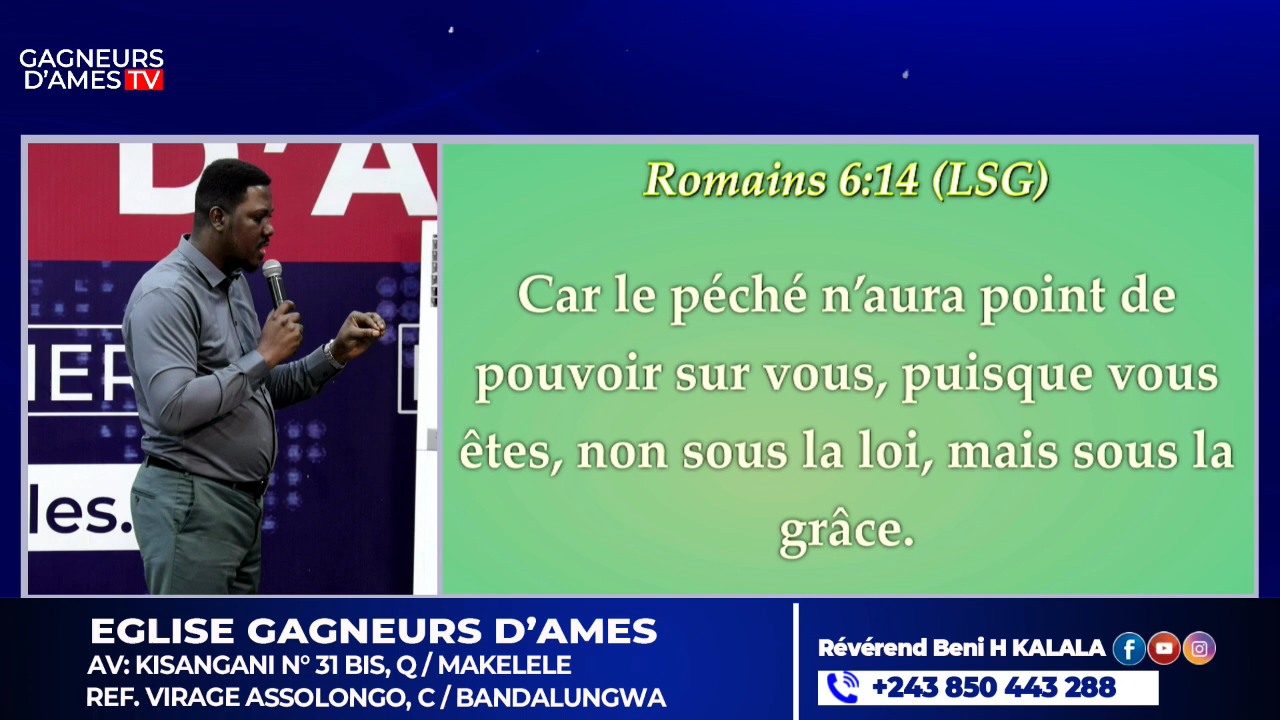 GAGNEURS
D'AMES TV
D'A
IER
les.
Romains 6:14 (LSG)
Car le péché n’aura point de
pouvoir sur vous, puisque vous
êtes, non sous la loi, mais sous la
grâce.
EGLISE GAGNEURS D’AMES
AV: KISANGANI N° 31 BIS, Q / MAKELELE
REF. VIRAGE ASSOLONGO, C / BANDALUNGWA
Révérend Beni H KALALA
+243 850 443 288